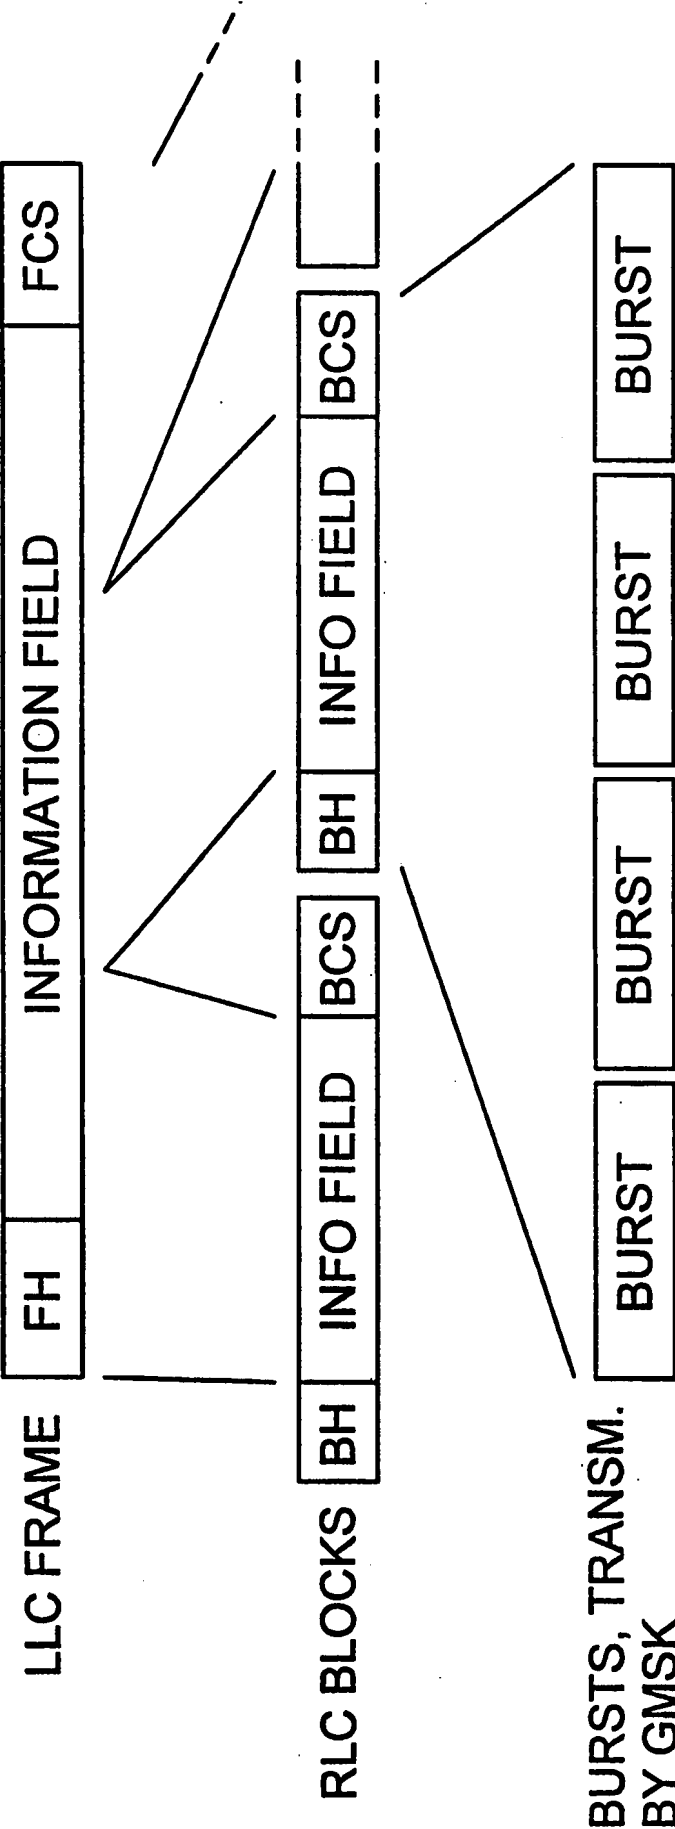 LLC FRAME
FH
INFORMATION FIELD
FCS
RLC BLOCKS
BH
INFO FIELD
BCS
BH
INFO FIELD
BCS
BURSTS, TRANSM.
BY GMSK
BURST
BURST
BURST
BURST